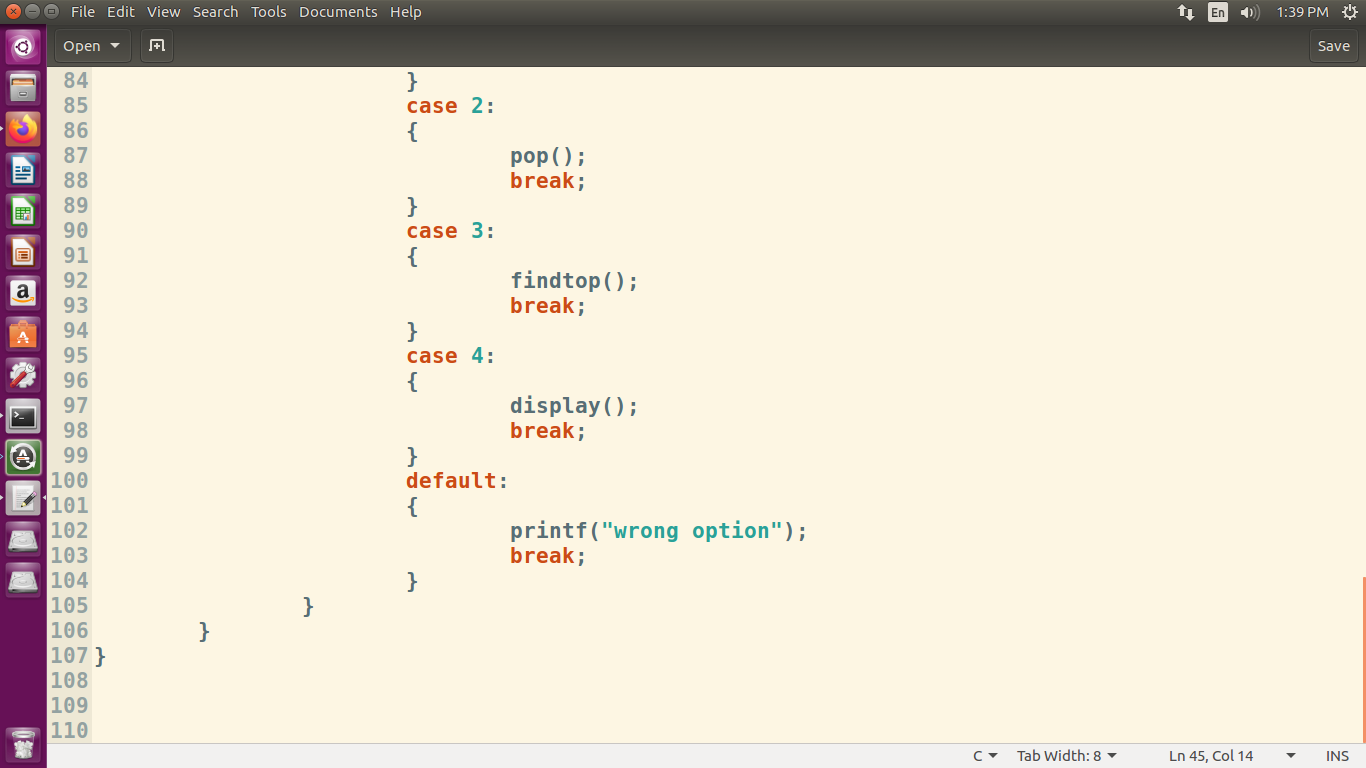 File Edit View Search Tools Documents Help En 1:39 PM
Open Save
84 }
85 case 2:
86 {
87 pop();
88 break;
89 }
90 case 3:
91 {
92 findtop();
93 break;
94 }
95 case 4:
96 {
97 display();
98 break;
99 }
100 default:
101 {
102 printf("wrong option");
103 break;
104 }
105 }
106 }
107 }
108
109
110
C Tab Width: 8 Ln 45, Col 14 INS